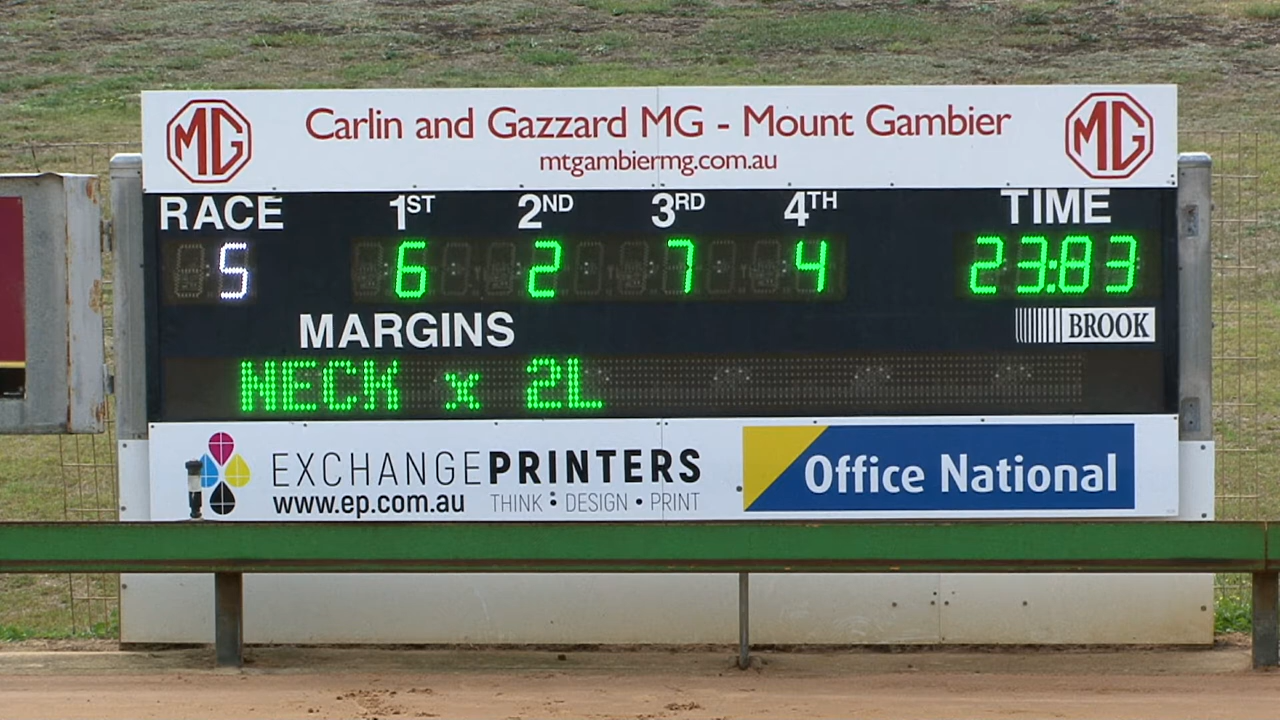 MG Carlin and Gazzard MG - Mount Gambier MG
mtgambiermg.com.au
RACE 1ST 2ND 3RD 4TH TIME
5 6 2 7 4 23:83
MARGINS BROOK
NECK x 2L
EXCHANGEPRINTERS Office National
www.ep.com.au THINK • DESIGN • PRINT